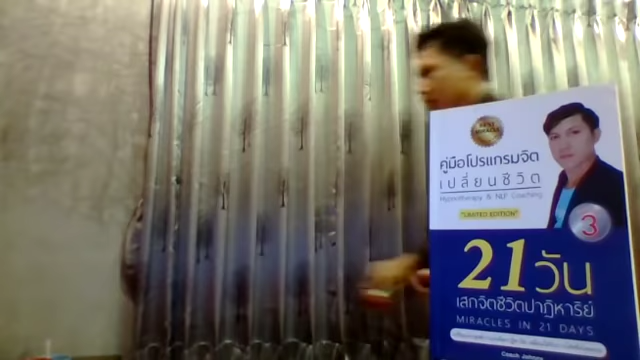 คู่มือโปรแกรมจิต
เปลี่ยนชีวิต
Hypnotherapy & NLP Coaching
"LIMITED EDITION"
3
21 วัน
เสกจิตชีวิตปาฏิหาริย์
MIRACLES IN 21 DAYS
Coach